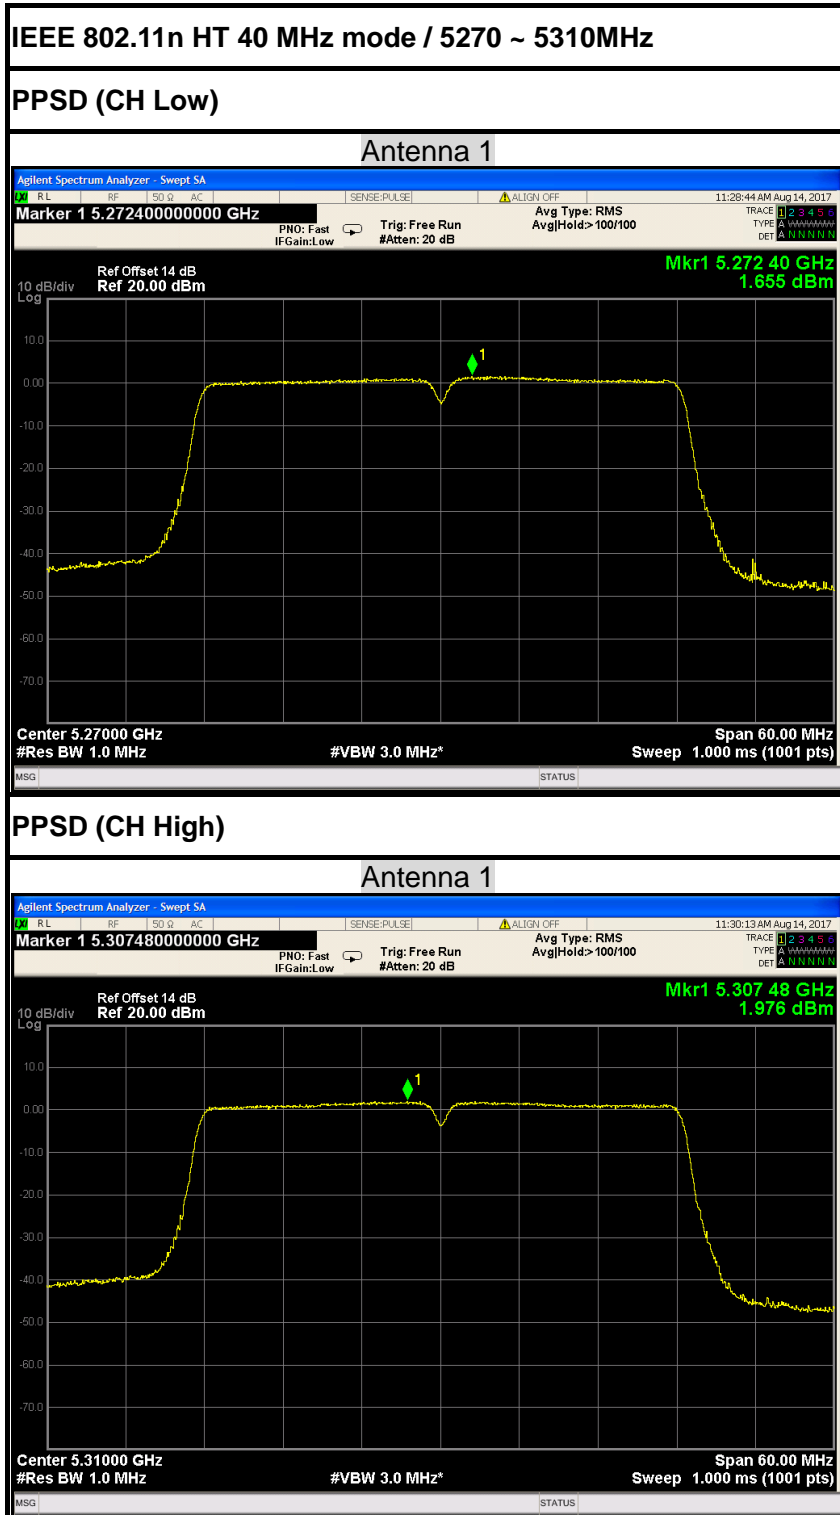 IEEE 802.11n HT 40 MHz mode / 5270 ~ 5310MHz
PPSD (CH Low)
Antenna 1
Agilent Spectrum Analyzer - Swept SA
LXI RL RF 50 Ω AC SENSE:PULSE ALIGN OFF 11:28:44 AM Aug 14, 2017
Marker 1 5.272400000000 GHz
PNO: Fast
IFGain:Low
Trig: Free Run
#Atten: 20 dB
Avg Type: RMS
Avg|Hold:>100/100
TRACE 1 2 3 4 5 6
TYPE A WWWWW
DET A N N N N N
Mkr1 5.272 40 GHz
1.655 dBm
Ref Offset 14 dB
10 dB/div Ref 20.00 dBm
Log
1
10.0
0.00
-10.0
-20.0
-30.0
-40.0
-50.0
-60.0
-70.0
Center 5.27000 GHz Span 60.00 MHz
#Res BW 1.0 MHz #VBW 3.0 MHz* Sweep 1.000 ms (1001 pts)
MSG STATUS
PPSD (CH High)
Antenna 1
Agilent Spectrum Analyzer - Swept SA
LXI RL RF 50 Ω AC SENSE:PULSE ALIGN OFF 11:30:13 AM Aug 14, 2017
Marker 1 5.307480000000 GHz
PNO: Fast
IFGain:Low
Trig: Free Run
#Atten: 20 dB
Avg Type: RMS
Avg|Hold:>100/100
TRACE 1 2 3 4 5 6
TYPE A WWWWW
DET A N N N N N
Mkr1 5.307 48 GHz
1.976 dBm
Ref Offset 14 dB
10 dB/div Ref 20.00 dBm
Log
1
10.0
0.00
-10.0
-20.0
-30.0
-40.0
-50.0
-60.0
-70.0
Center 5.31000 GHz Span 60.00 MHz
#Res BW 1.0 MHz #VBW 3.0 MHz* Sweep 1.000 ms (1001 pts)
MSG STATUS